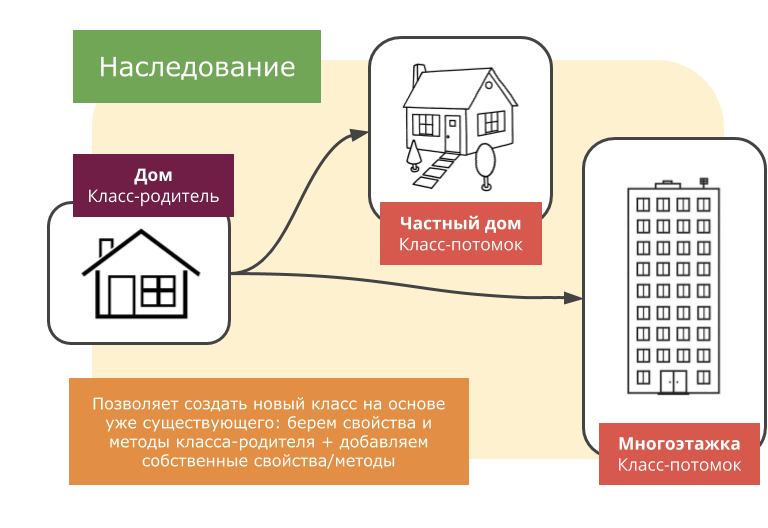 Наследование
Дом
Класс-родитель
Частный дом
Класс-потомок
Многоэтажка
Класс-потомок
Позволяет создать новый класс на основе
уже существующего: берем свойства и
методы класса-родителя + добавляем
собственные свойства/методы